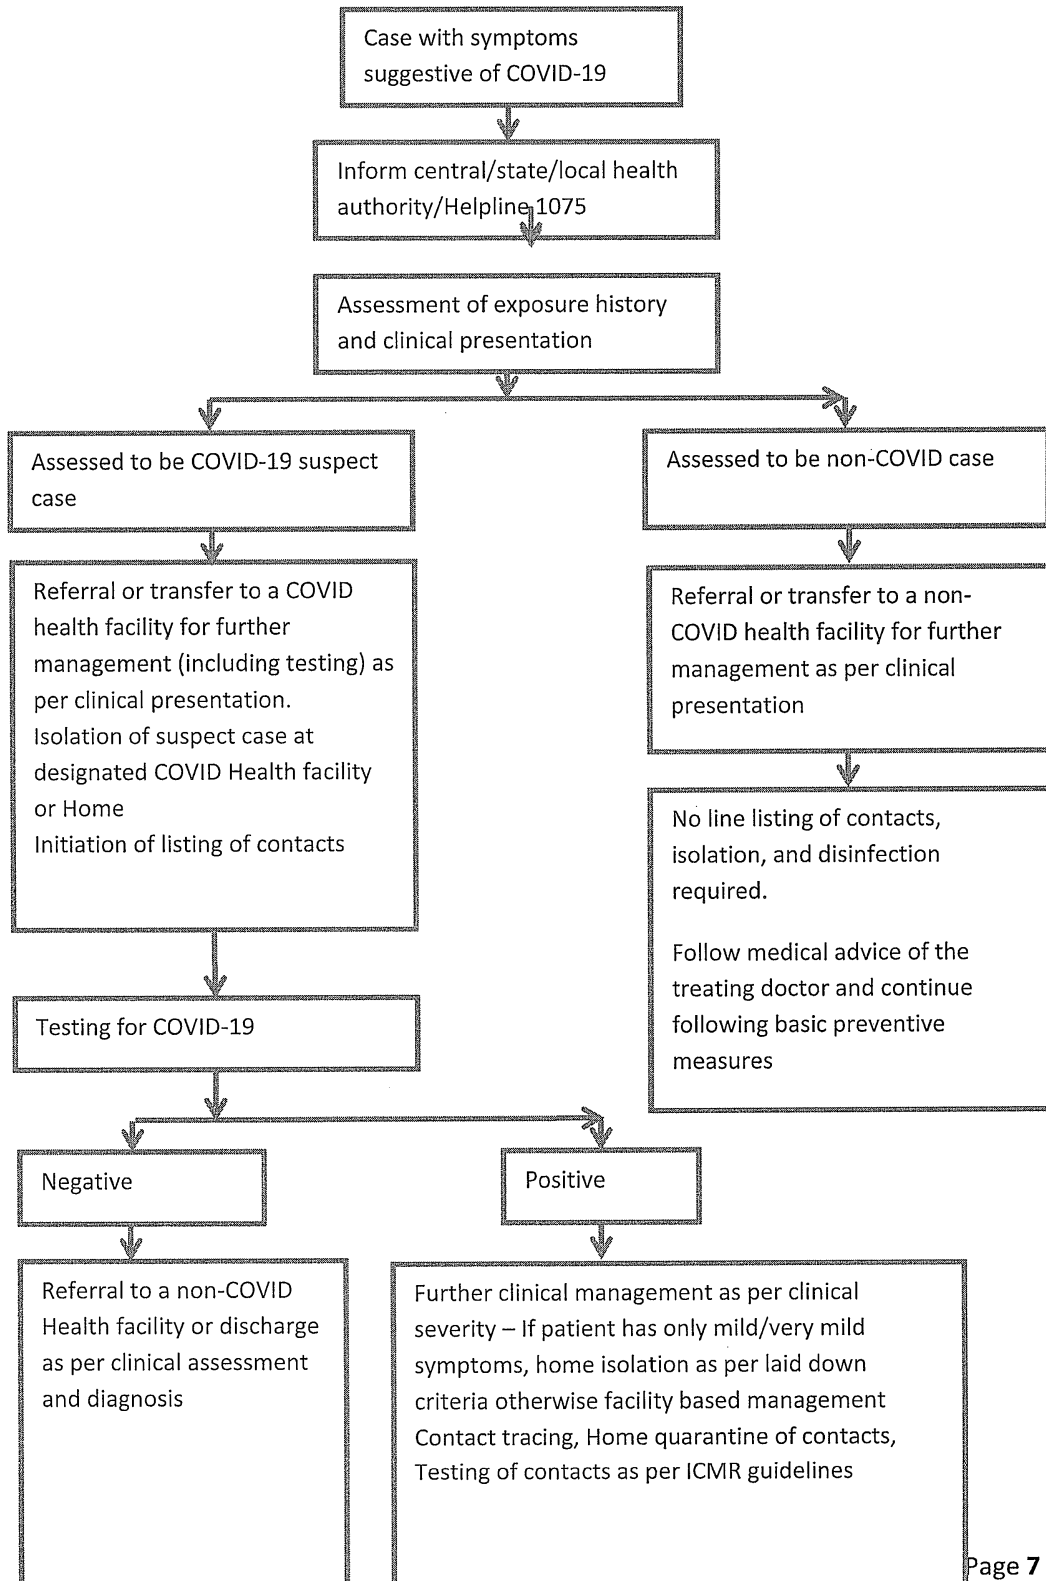 Case with symptoms
suggestive of COVID-19
Inform central/state/local health
authority/Helpline 1075
Assessment of exposure history
and clinical presentation
Assessed to be COVID-19 suspect
case
Assessed to be non-COVID case
Referral or transfer to a COVID
health facility for further
management (including testing) as
per clinical presentation.
Isolation of suspect case at
designated COVID Health facility
or Home
Initiation of listing of contacts
Referral or transfer to a non-
COVID health facility for further
management as per clinical
presentation
No line listing of contacts,
isolation, and disinfection
required.
Follow medical advice of the
treating doctor and continue
following basic preventive
measures
Testing for COVID-19
Negative
Positive
Referral to a non-COVID
Health facility or discharge
as per clinical assessment
and diagnosis
Further clinical management as per clinical
severity – If patient has only mild/very mild
symptoms, home isolation as per laid down
criteria otherwise facility based management
Contact tracing, Home quarantine of contacts,
Testing of contacts as per ICMR guidelines
Page 7